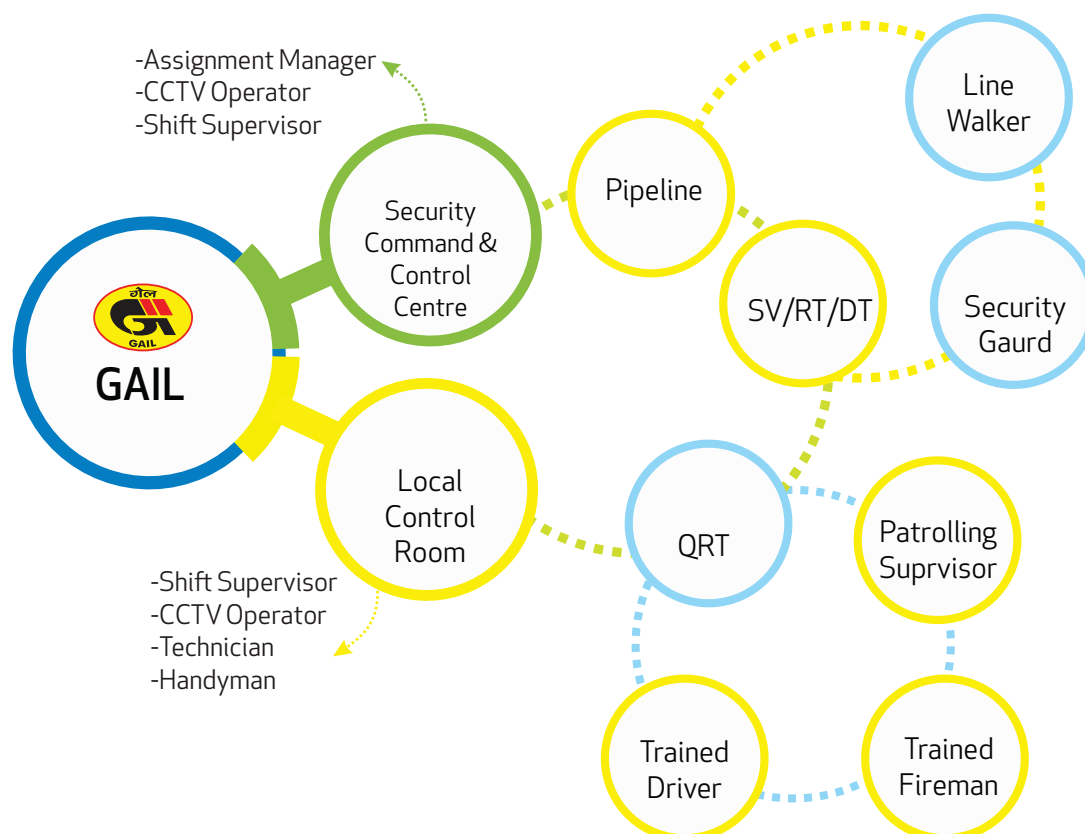 -Assignment Manager
-CCTV Operator
-Shift Supervisor
Line
Walker
Pipeline
Security
Command &
Control
Centre
SV/RT/DT
Security
Gaurd
गेल
GAIL
GAIL
Local
Control
Room
QRT
Patrolling
Suprvisor
-Shift Supervisor
-CCTV Operator
-Technician
-Handyman
Trained
Driver
Trained
Fireman